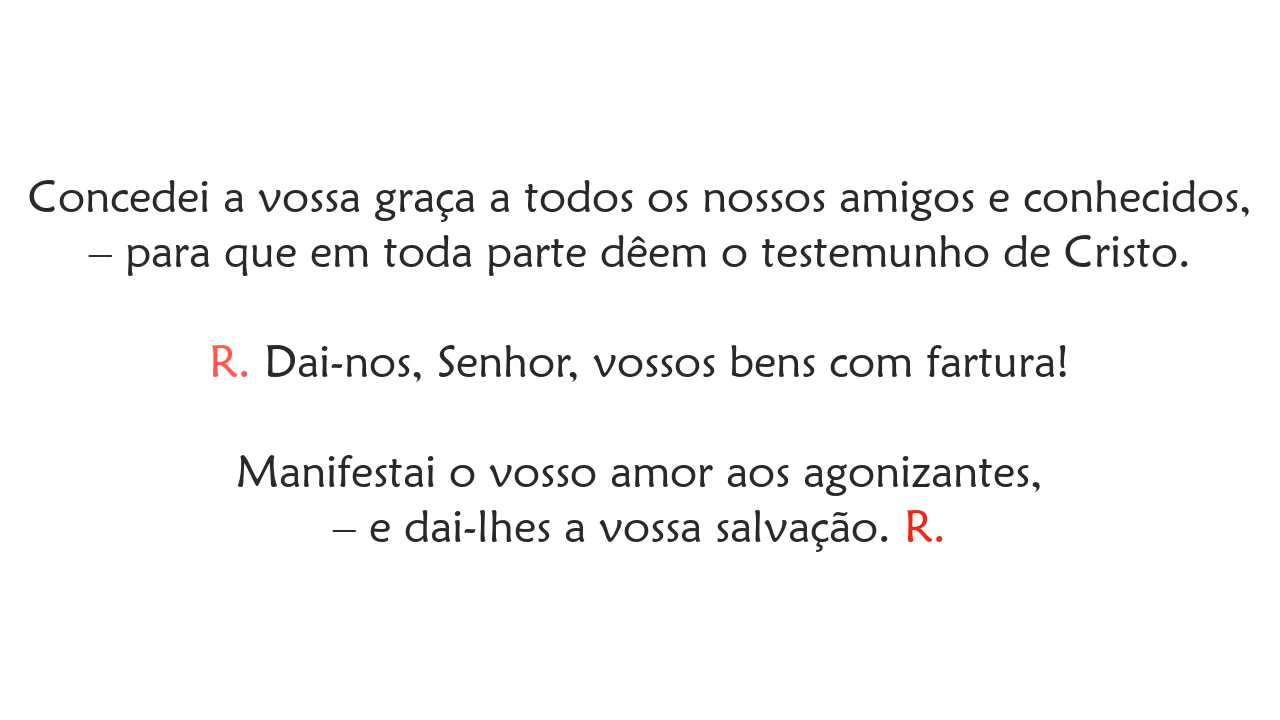 Concedei a vossa graça a todos os nossos amigos e conhecidos,
– para que em toda parte dêem o testemunho de Cristo.
R. Dai-nos, Senhor, vossos bens com fartura!
Manifestai o vosso amor aos agonizantes,
– e dai-lhes a vossa salvação. R.